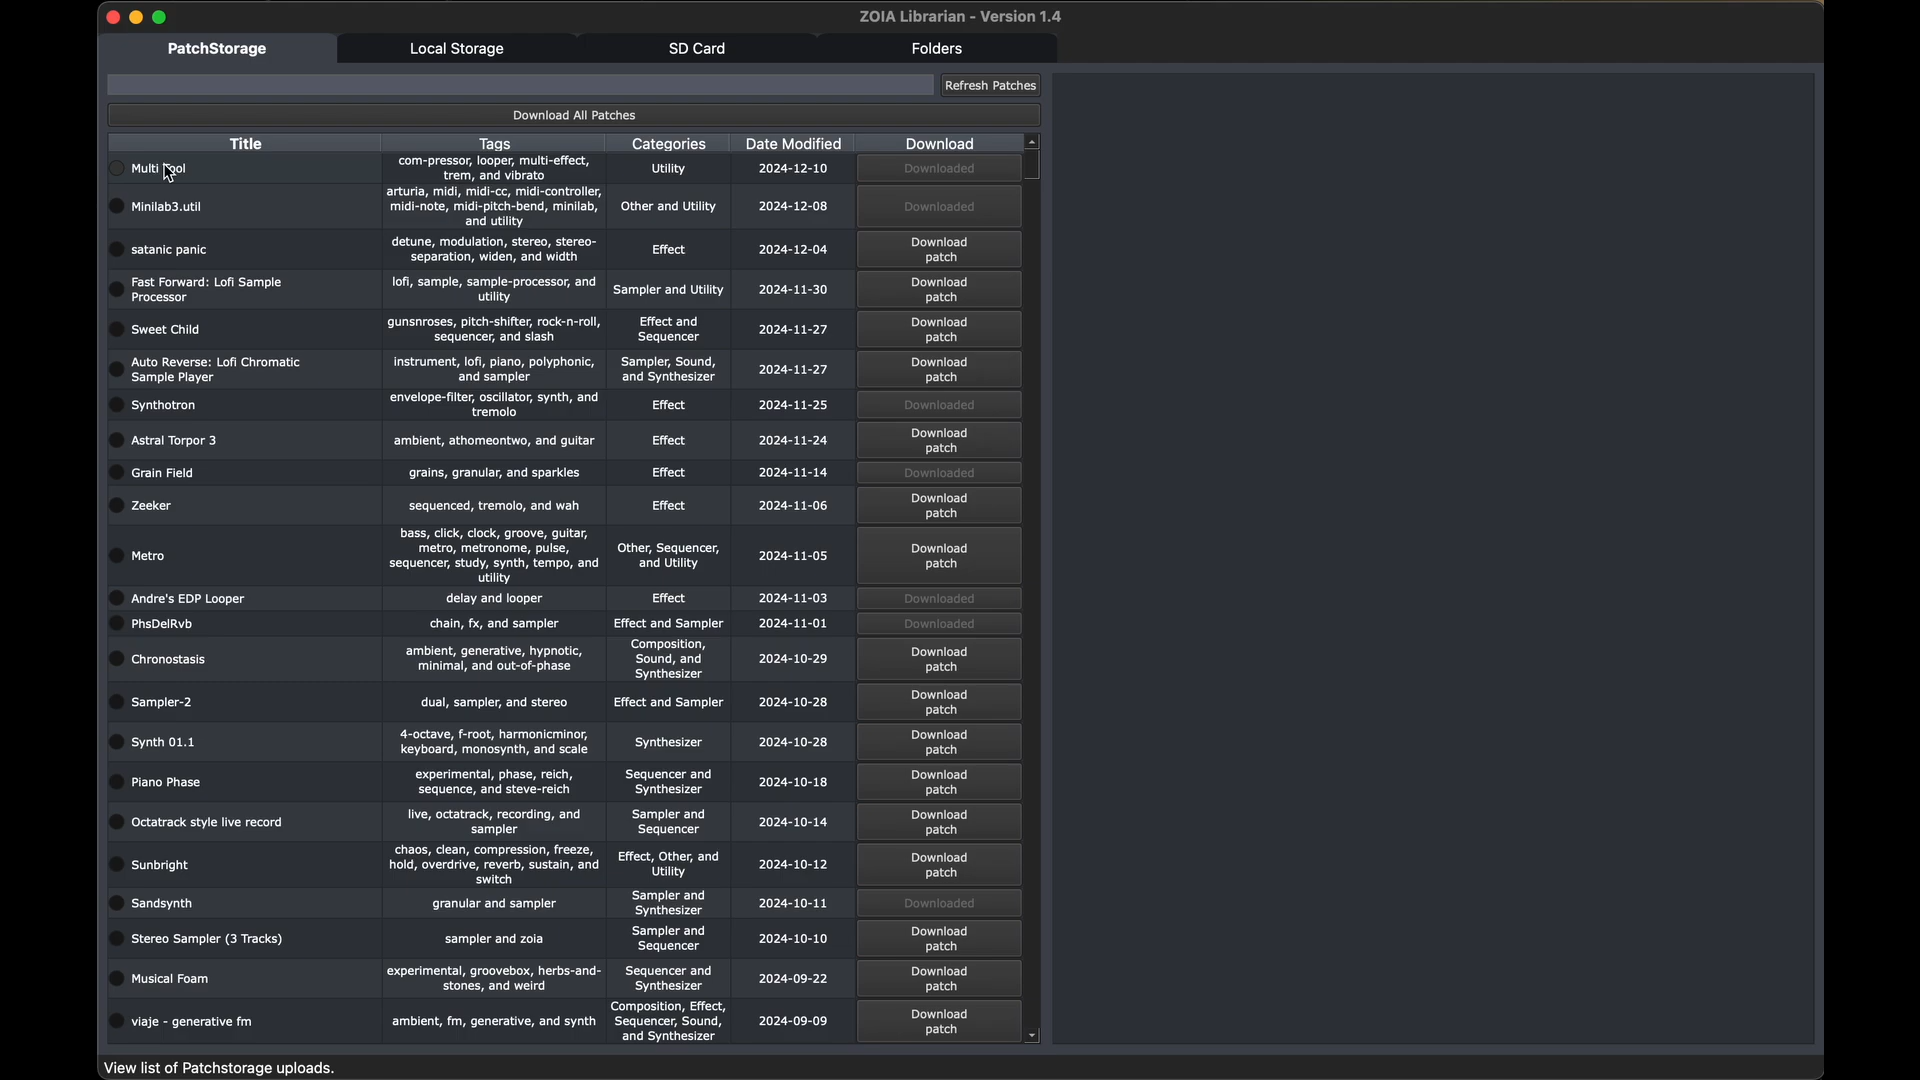 ZOIA Librarian - Version 1.4
PatchStorage
Local Storage
SD Card
Folders
Refresh Patches
Download All Patches
Title
Tags
Categories
Date Modified
Download
Multi ool
com-pressor, looper, multi-effect,
trem, and vibrato
Utility
2024-12-10
Downloaded
Minilab3.util
arturia, midi, midi-cc, midi-controller,
midi-note, midi-pitch-bend, minilab,
and utility
Other and Utility
2024-12-08
Downloaded
satanic panic
detune, modulation, stereo, stereo-
separation, widen, and width
Effect
2024-12-04
Download
patch
Fast Forward: Lofi Sample
Processor
lofi, sample, sample-processor, and
utility
Sampler and Utility
2024-11-30
Download
patch
Sweet Child
gunsnroses, pitch-shifter, rock-n-roll,
sequencer, and slash
Effect and
Sequencer
2024-11-27
Download
patch
Auto Reverse: Lofi Chromatic
Sample Player
instrument, lofi, piano, polyphonic,
and sampler
Sampler, Sound,
and Synthesizer
2024-11-27
Download
patch
Synthotron
envelope-filter, oscillator, synth, and
tremolo
Effect
2024-11-25
Downloaded
Astral Torpor 3
ambient, athomeontwo, and guitar
Effect
2024-11-24
Download
patch
Grain Field
grains, granular, and sparkles
Effect
2024-11-14
Downloaded
Zeeker
sequenced, tremolo, and wah
Effect
2024-11-06
Download
patch
Metro
bass, click, clock, groove, guitar,
metro, metronome, pulse,
sequencer, study, synth, tempo, and
utility
Other, Sequencer,
and Utility
2024-11-05
Download
patch
Andre's EDP Looper
delay and looper
Effect
2024-11-03
Downloaded
PhsDelRvb
chain, fx, and sampler
Effect and Sampler
2024-11-01
Downloaded
Chronostasis
ambient, generative, hypnotic,
minimal, and out-of-phase
Composition,
Sound, and
Synthesizer
2024-10-29
Download
patch
Sampler-2
dual, sampler, and stereo
Effect and Sampler
2024-10-28
Download
patch
Synth 01.1
4-octave, f-root, harmonicminor,
keyboard, monosynth, and scale
Synthesizer
2024-10-28
Download
patch
Piano Phase
experimental, phase, reich,
sequence, and steve-reich
Sequencer and
Synthesizer
2024-10-18
Download
patch
Octatrack style live record
live, octatrack, recording, and
sampler
Sampler and
Sequencer
2024-10-14
Download
patch
Sunbright
chaos, clean, compression, freeze,
hold, overdrive, reverb, sustain, and
switch
Effect, Other, and
Utility
2024-10-12
Download
patch
Sandsynth
granular and sampler
Sampler and
Synthesizer
2024-10-11
Downloaded
Stereo Sampler (3 Tracks)
sampler and zoia
Sampler and
Sequencer
2024-10-10
Download
patch
Musical Foam
experimental, groovebox, herbs-and-
stones, and weird
Sequencer and
Synthesizer
2024-09-22
Download
patch
viaje - generative fm
ambient, fm, generative, and synth
Composition, Effect,
Sequencer, Sound,
and Synthesizer
2024-09-09
Download
patch
View list of Patchstorage uploads.